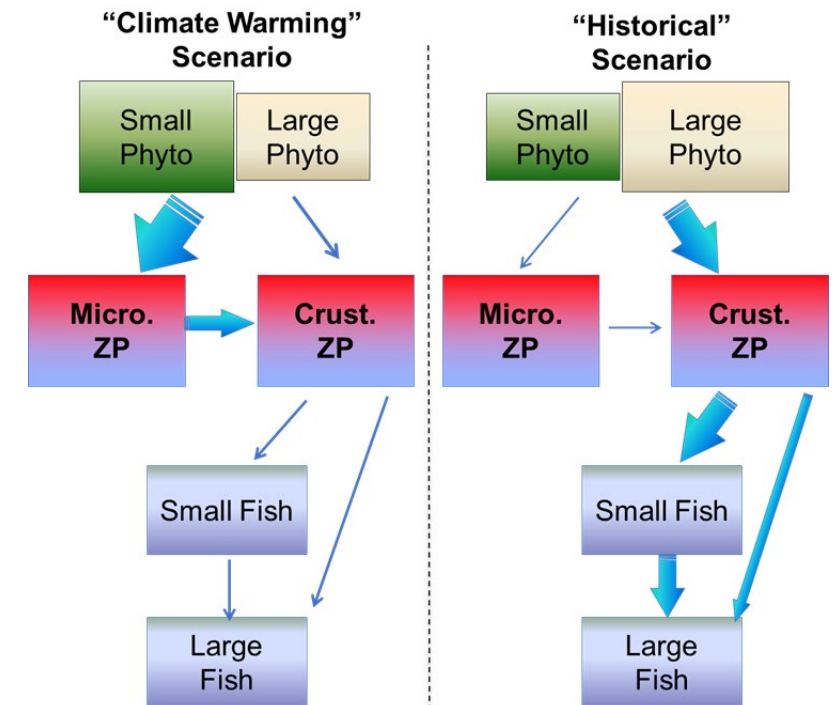 “Climate Warming”
Scenario
Small
Phyto
Large
Phyto
Micro.
ZP
Crust.
ZP
Small Fish
Large
Fish
“Historical”
Scenario
Small
Phyto
Large
Phyto
Micro.
ZP
Crust.
ZP
Small Fish
Large
Fish